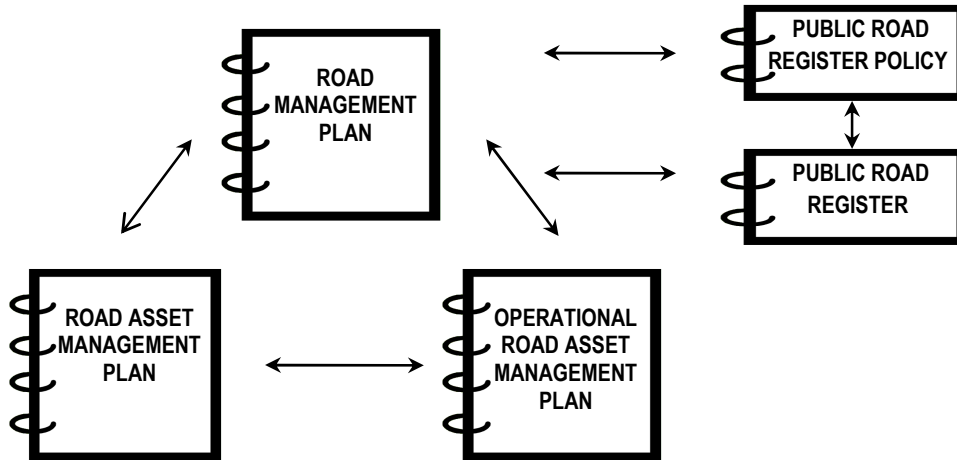 ROAD
MANAGEMENT
PLAN
PUBLIC ROAD
REGISTER POLICY
PUBLIC ROAD
REGISTER
ROAD ASSET
MANAGEMENT
PLAN
OPERATIONAL
ROAD ASSET
MANAGEMENT
PLAN